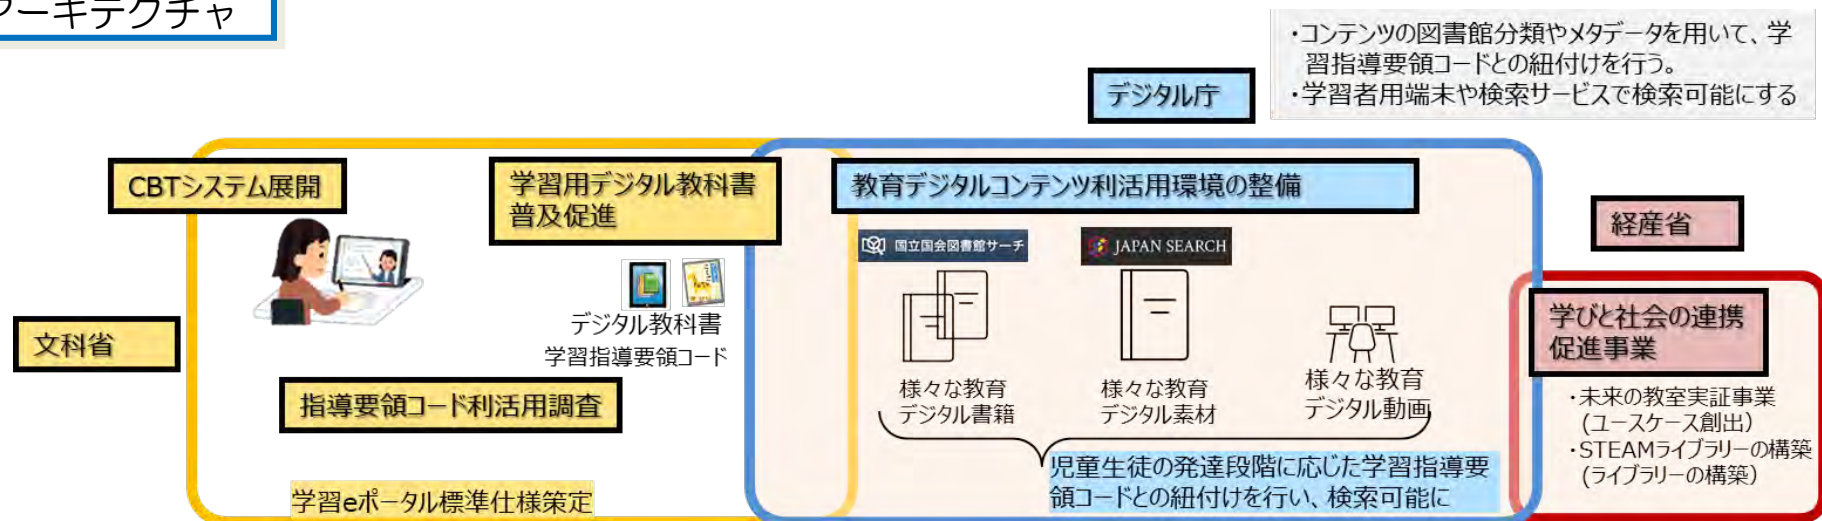 アーキテクチャ
・コンテンツの図書館分類やメタデータを用いて、学
習指導要領コードとの紐付けを行う。
・学習者用端末や検索サービスで検索可能にする
デジタル庁
CBTシステム展開
学習用デジタル教科書
普及促進
教育デジタルコンテンツ利活用環境の整備
経産省
国立国会図書館サーチ
JAPAN SEARCH
文科省
デジタル教科書
学習指導要領コード
指導要領コード利活用調査
様々な教育
デジタル書籍
様々な教育
デジタル素材
様々な教育
デジタル動画
学びと社会の連携
促進事業
・未来の教室実証事業
(ユースケース創出)
・STEAMライブラリーの構築
(ライブラリーの構築)
児童生徒の発達段階に応じた学習指導要
領コードとの紐付けを行い、検索可能に
学習eポータル標準仕様策定